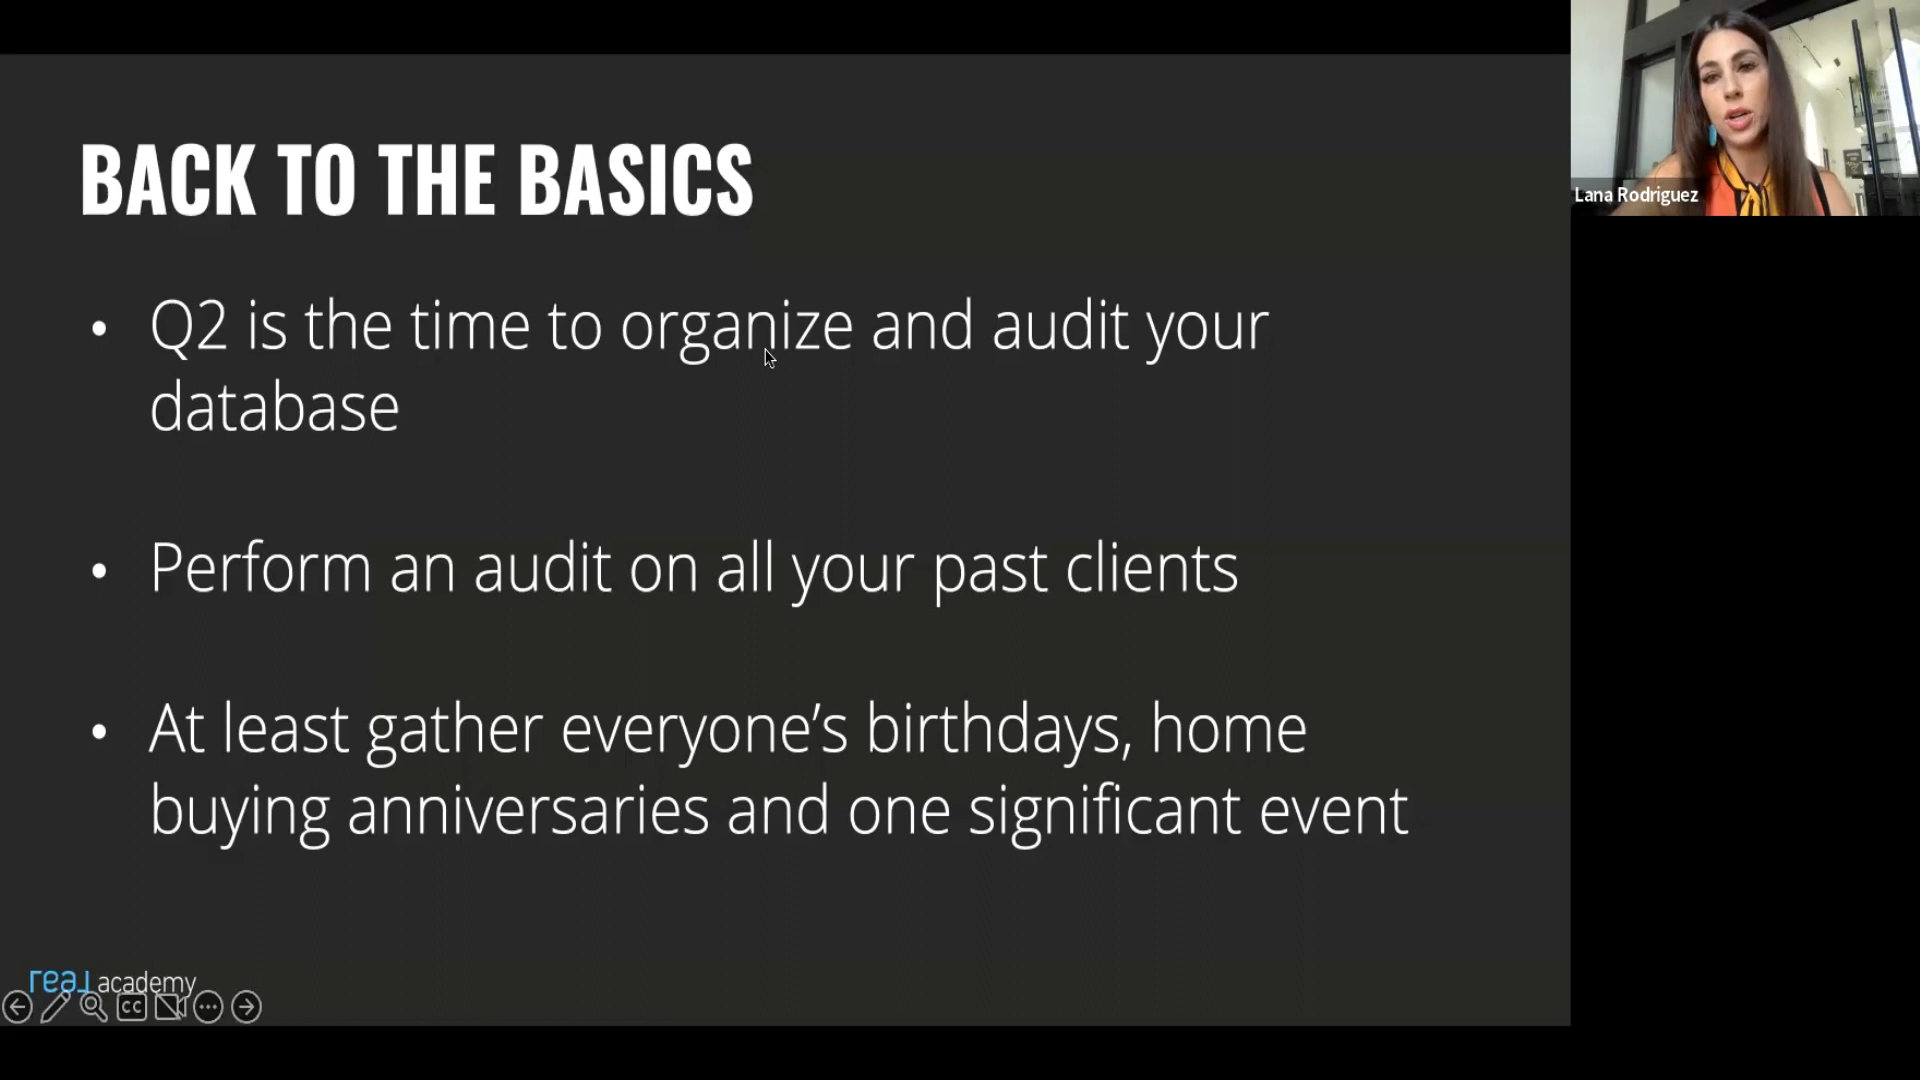 BACK TO THE BASICS
Lana Rodriguez
• Q2 is the time to organize and audit your
database
• Perform an audit on all your past clients
• At least gather everyone’s birthdays, home
buying anniversaries and one significant event
real academy
CC